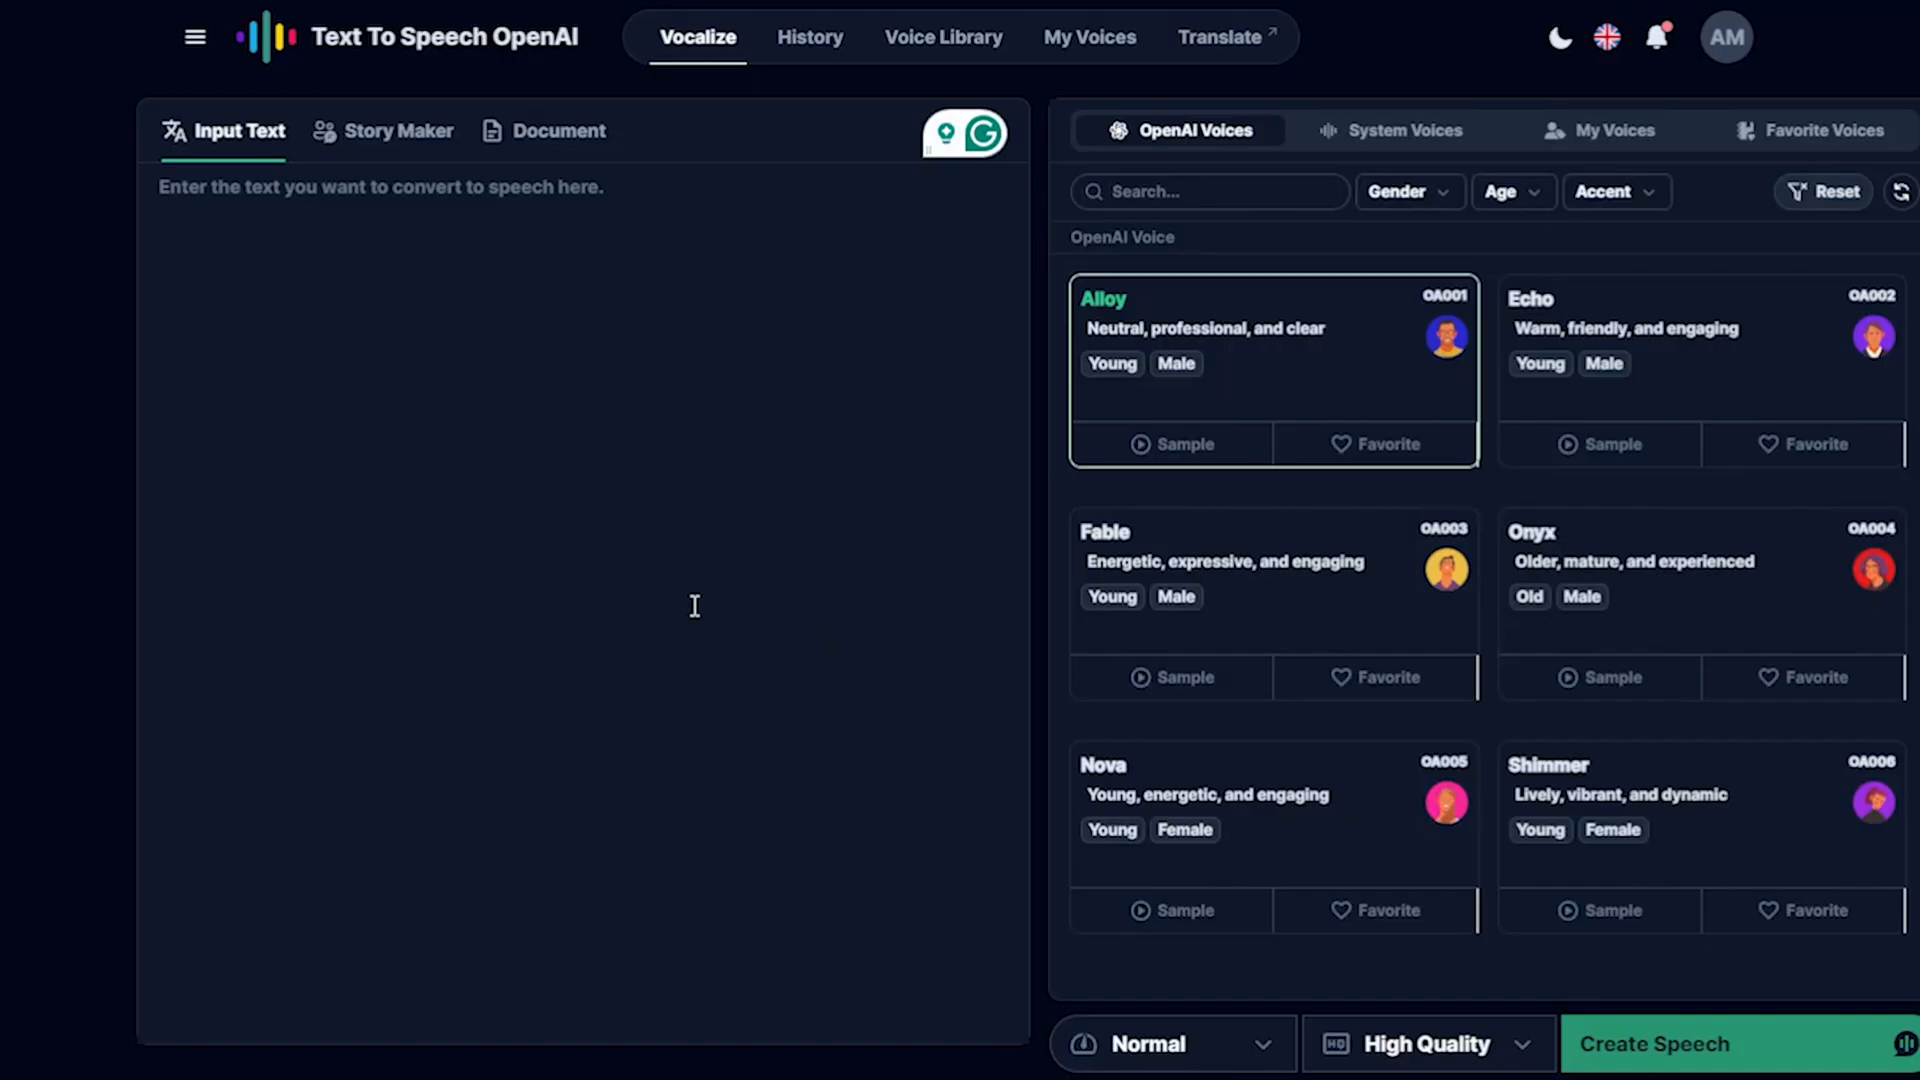 Text To Speech OpenAI
Vocalize History Voice Library My Voices Translate
AM
Input Text Story Maker Document
Enter the text you want to convert to speech here.
OpenAI Voices System Voices My Voices Favorite Voices
Search... Gender Age Accent Reset
OpenAI Voice
Alloy OA001
Neutral, professional, and clear
Young Male
Sample Favorite
Echo OA002
Warm, friendly, and engaging
Young Male
Sample Favorite
Fable OA003
Energetic, expressive, and engaging
Young Male
Sample Favorite
Onyx OA004
Older, mature, and experienced
Old Male
Sample Favorite
Nova OA005
Young, energetic, and engaging
Young Female
Sample Favorite
Shimmer OA006
Lively, vibrant, and dynamic
Young Female
Sample Favorite
Normal HQ High Quality Create Speech